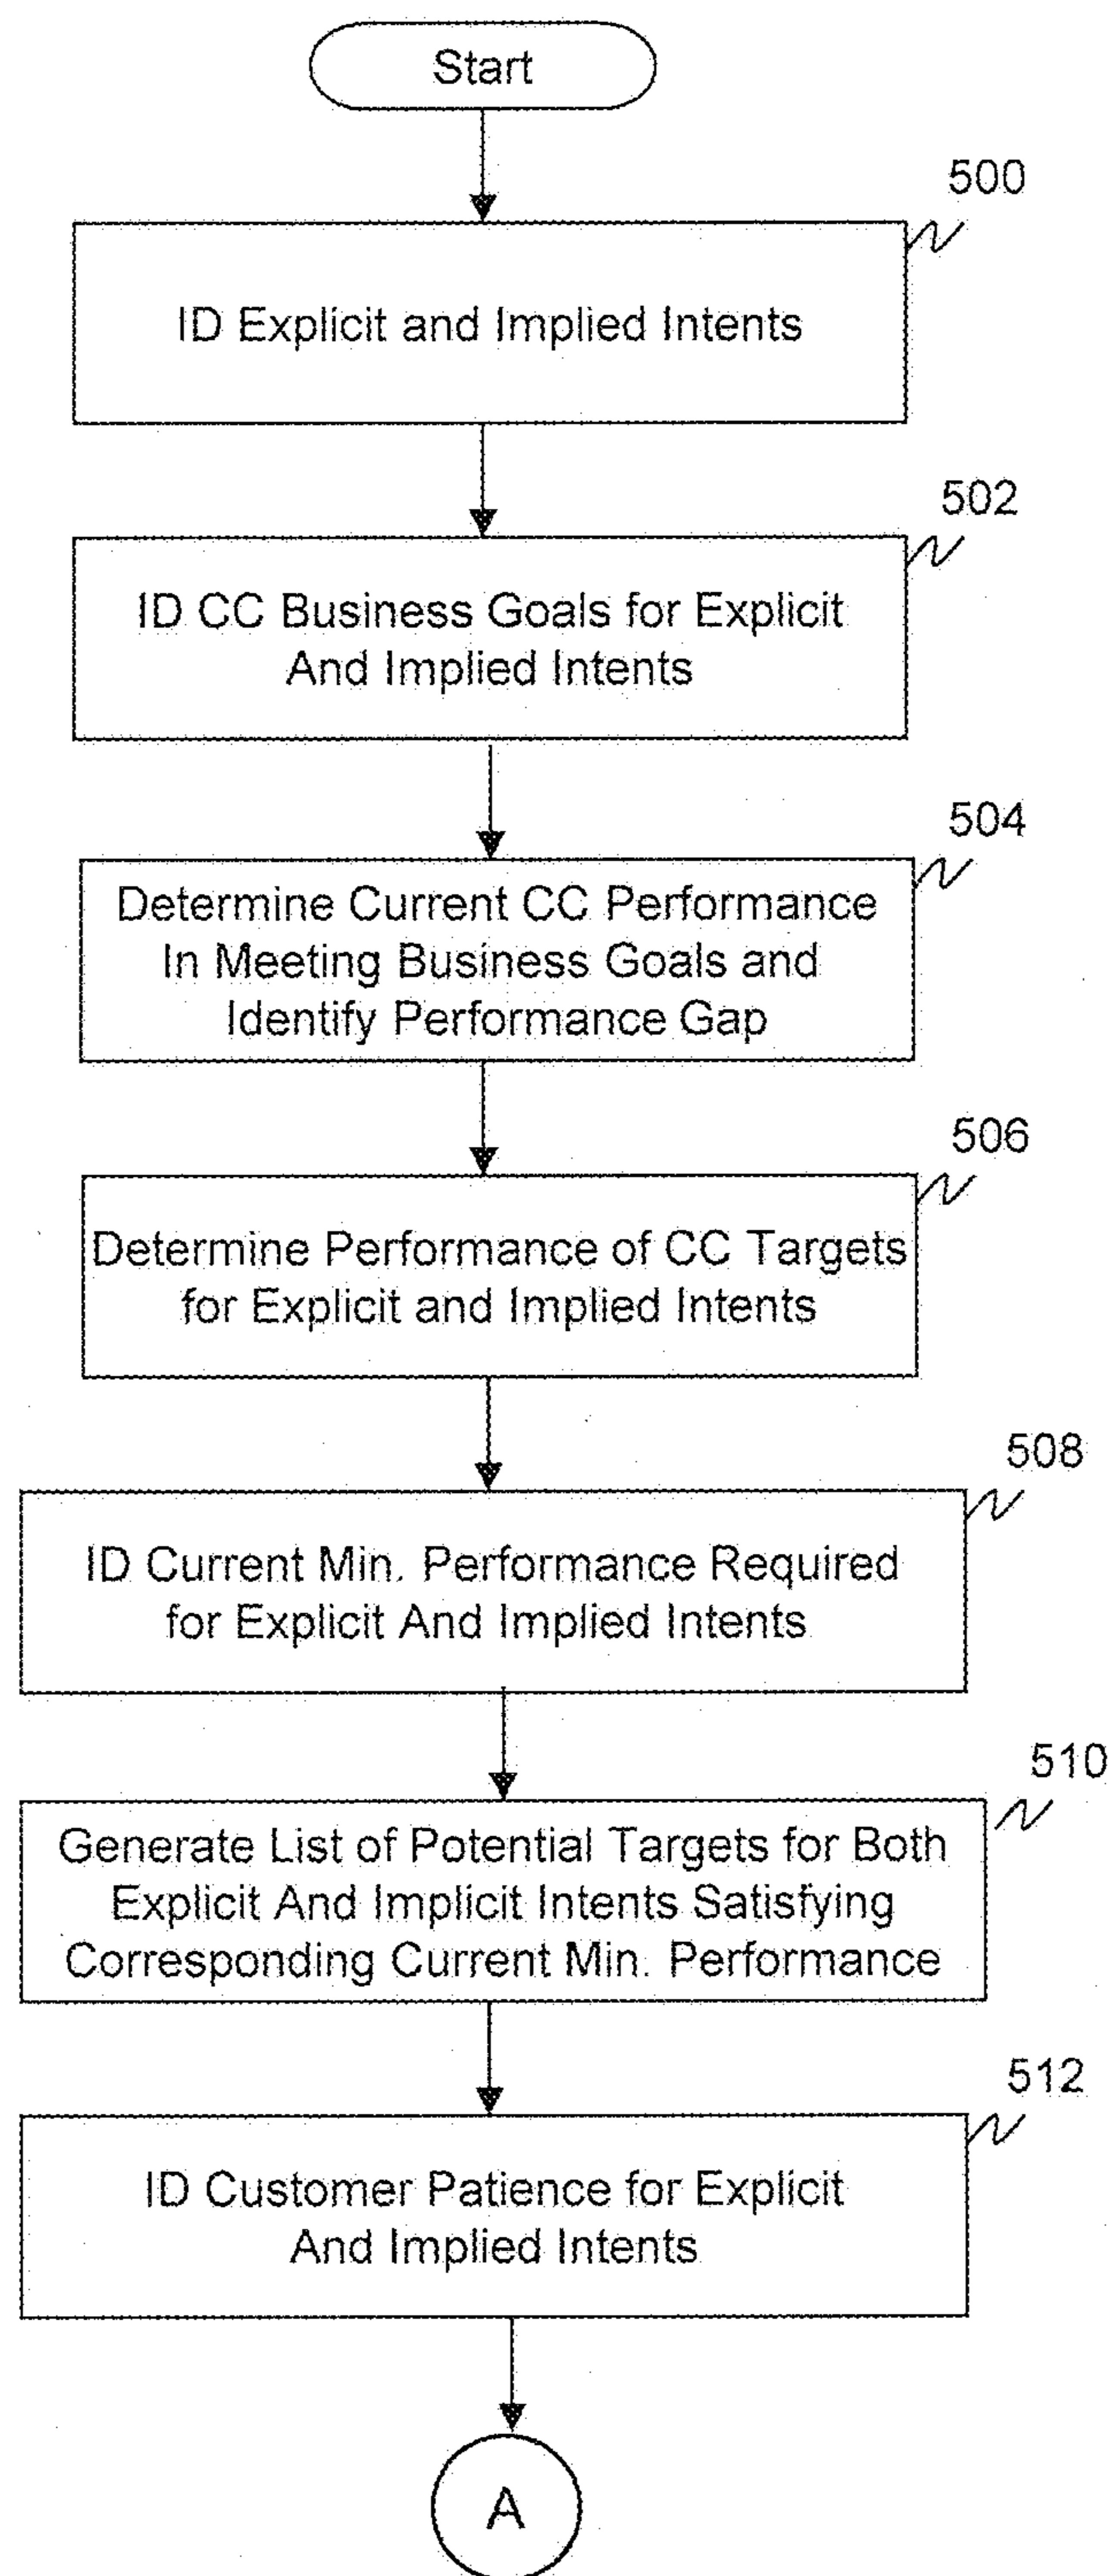 Start
500
ID Explicit and Implied Intents
502
ID CC Business Goals for Explicit
And Implied Intents
504
Determine Current CC Performance
In Meeting Business Goals and
Identify Performance Gap
506
Determine Performance of CC Targets
for Explicit and Implied Intents
508
ID Current Min. Performance Required
for Explicit And Implied Intents
510
Generate List of Potential Targets for Both
Explicit And Implicit Intents Satisfying
Corresponding Current Min. Performance
512
ID Customer Patience for Explicit
And Implied Intents
A